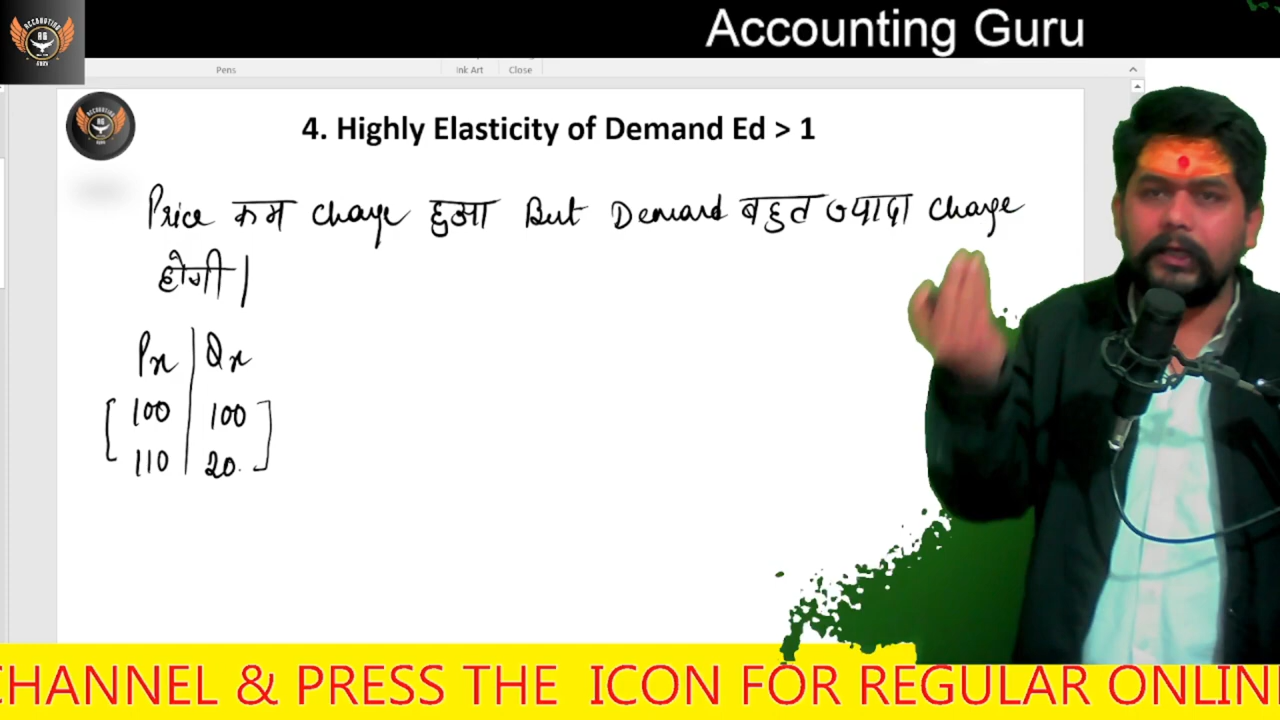 Accounting Guru
Pens
Ink Art
Close
4. Highly Elasticity of Demand Ed > 1
Price कम change हुआ But Demand बहुत ज्यादा change
होगी।
Px | Qx
100 | 100
110 | 20
CHANNEL & PRESS THE ICON FOR REGULAR ONLIN